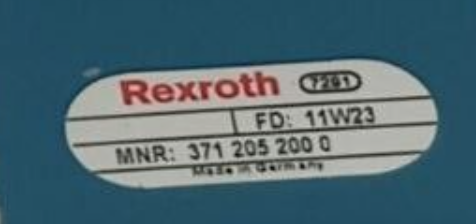 Rexroth 7291
FD: 11W23
MNR: 371 205 200 0
Made in Germany